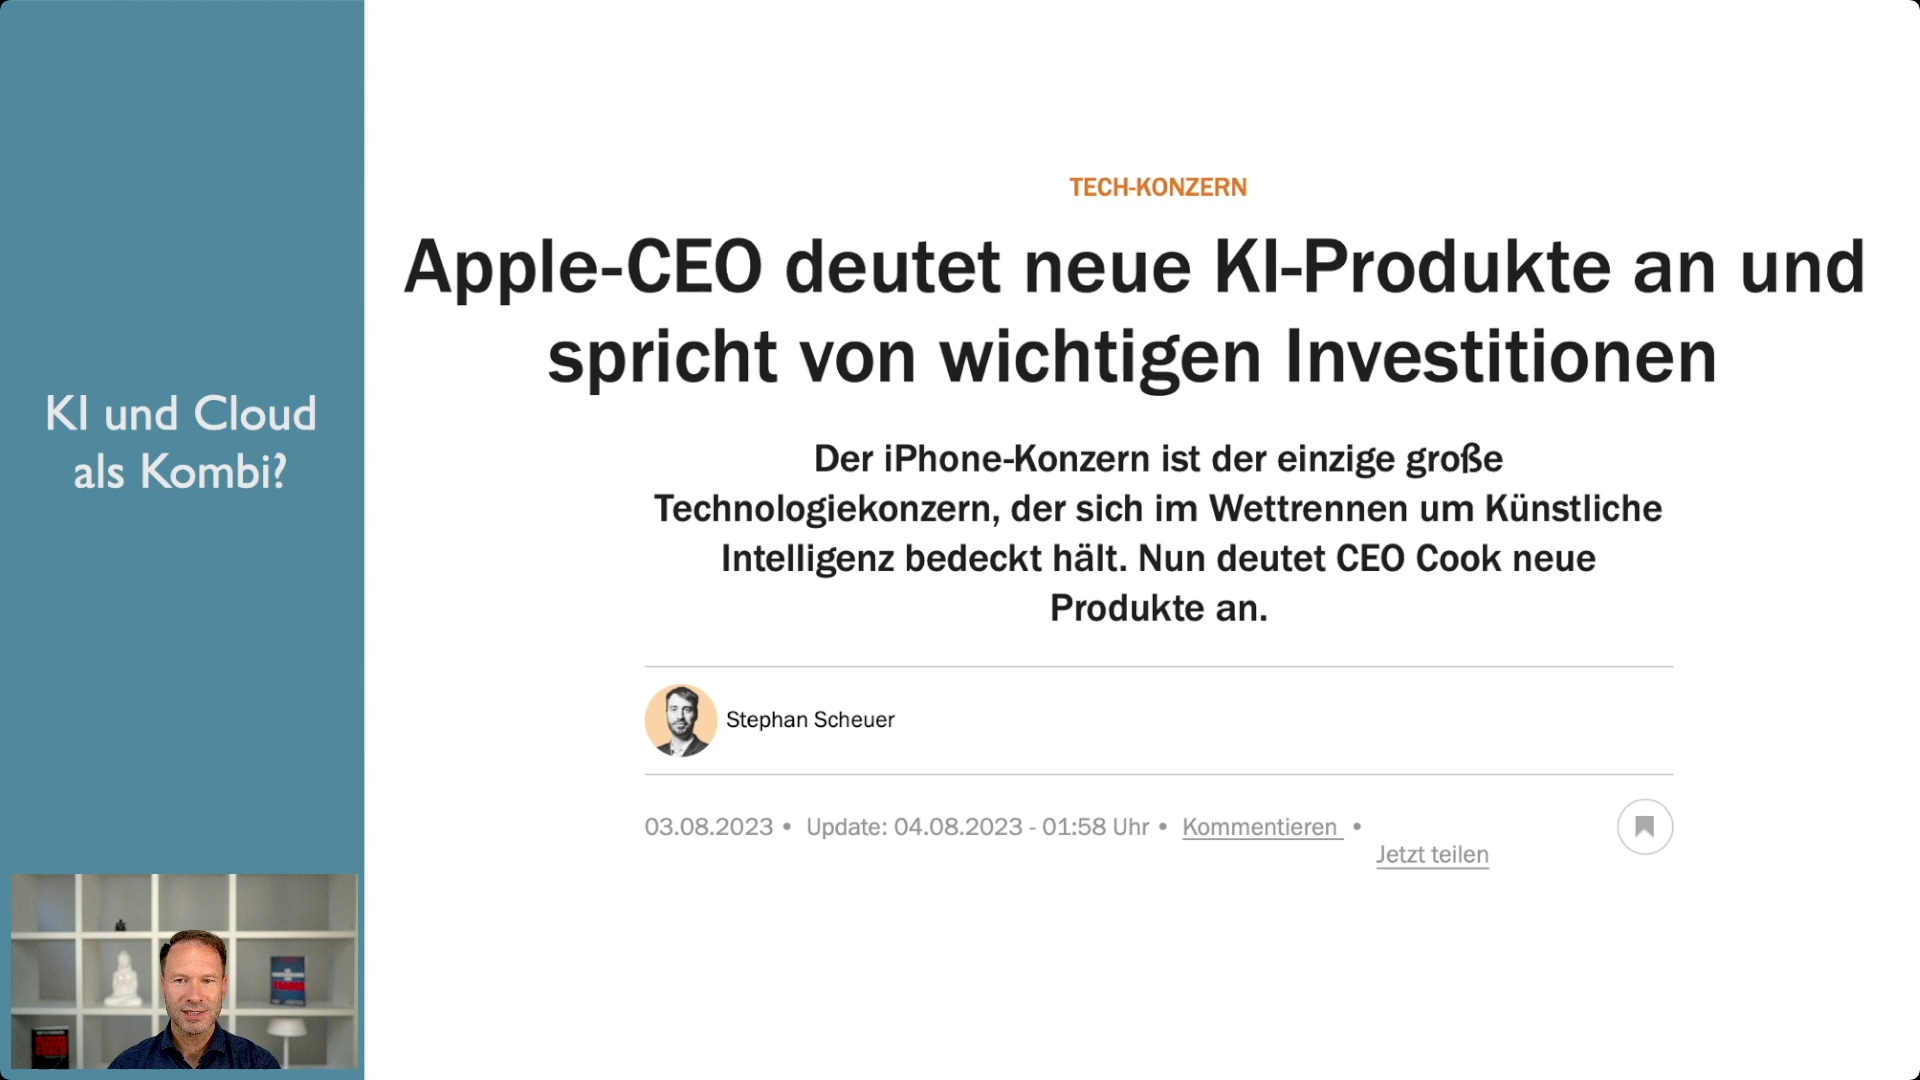 KI und Cloud
als Kombi?
TECH-KONZERN
Apple-CEO deutet neue KI-Produkte an und
spricht von wichtigen Investitionen
Der iPhone-Konzern ist der einzige große
Technologiekonzern, der sich im Wettrennen um Künstliche
Intelligenz bedeckt hält. Nun deutet CEO Cook neue
Produkte an.
Stephan Scheuer
03.08.2023 • Update: 04.08.2023 - 01:58 Uhr • Kommentieren •
Jetzt teilen